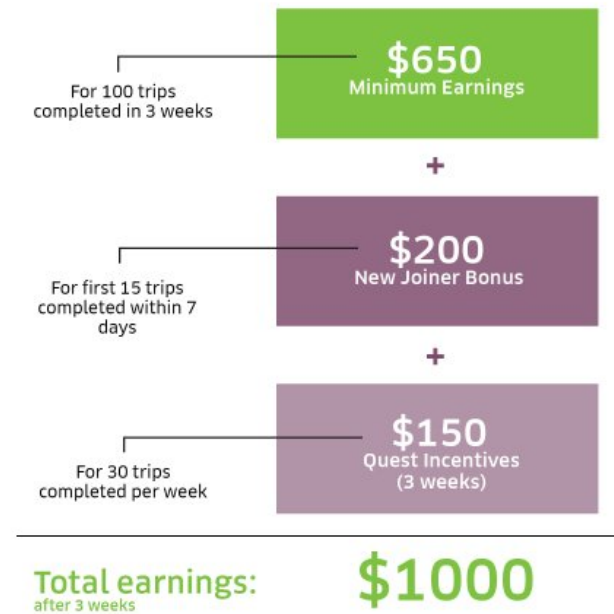 $650
Minimum Earnings
For 100 trips
completed in 3 weeks
+
$200
New Joiner Bonus
For first 15 trips
completed within 7
days
+
$150
Quest Incentives
(3 weeks)
For 30 trips
completed per week
Total earnings:
after 3 weeks
$1000